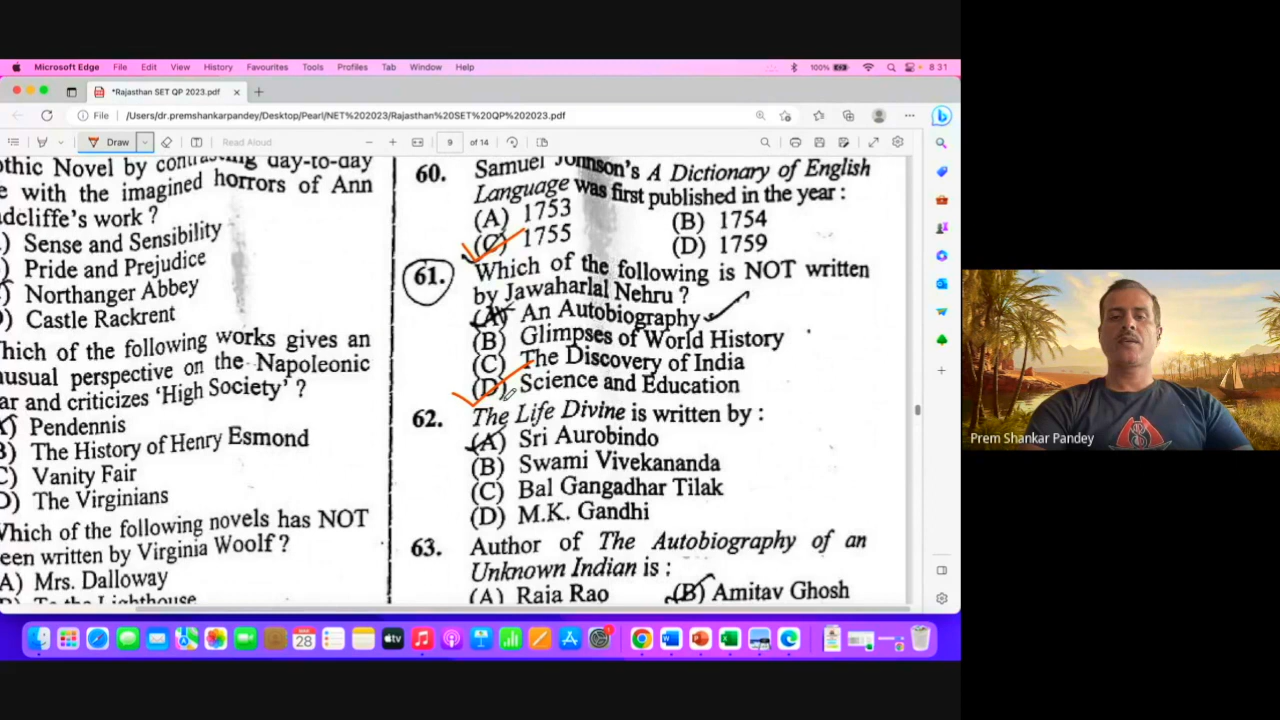 Microsoft Edge File Edit View History Favourites Tools Profiles Tab Window Help 100% 8 31
*Rajasthan SET QP 2023.pdf
File /Users/dr.premshankarpandey/Desktop/Pearl/NET%202023/Rajasthan%20SET%20QP%202023.pdf
Draw 9 of 14 Read Aloud
othic Novel by contrasting day-to-day
e with the imagined horrors of Ann
adcliffe's work ?
) Sense and Sensibility
) Pride and Prejudice
Northanger Abbey
) Castle Rackrent
hich of the following works gives an
nusual perspective on the Napoleonic
ar and criticizes 'High Society' ?
Pendennis
B) The History of Henry Esmond
C) Vanity Fair
D) The Virginians
Which of the following novels has NOT
een written by Virginia Woolf ?
A) Mrs. Dalloway
To the Lighthouse
60. Samuel Johnson's A Dictionary of English
Language was first published in the year :
(A) 1753 (B) 1754
(C) 1755 (D) 1759
61. Which of the following is NOT written
by Jawaharlal Nehru ?
(A) An Autobiography
(B) Glimpses of World History
(C) The Discovery of India
(D) Science and Education
62. The Life Divine is written by :
(A) Sri Aurobindo
(B) Swami Vivekananda
(C) Bal Gangadhar Tilak
(D) M.K. Gandhi
63. Author of The Autobiography of an
Unknown Indian is :
(A) Raja Rao (B) Amitav Ghosh
Prem Shankar Pandey
28
tv